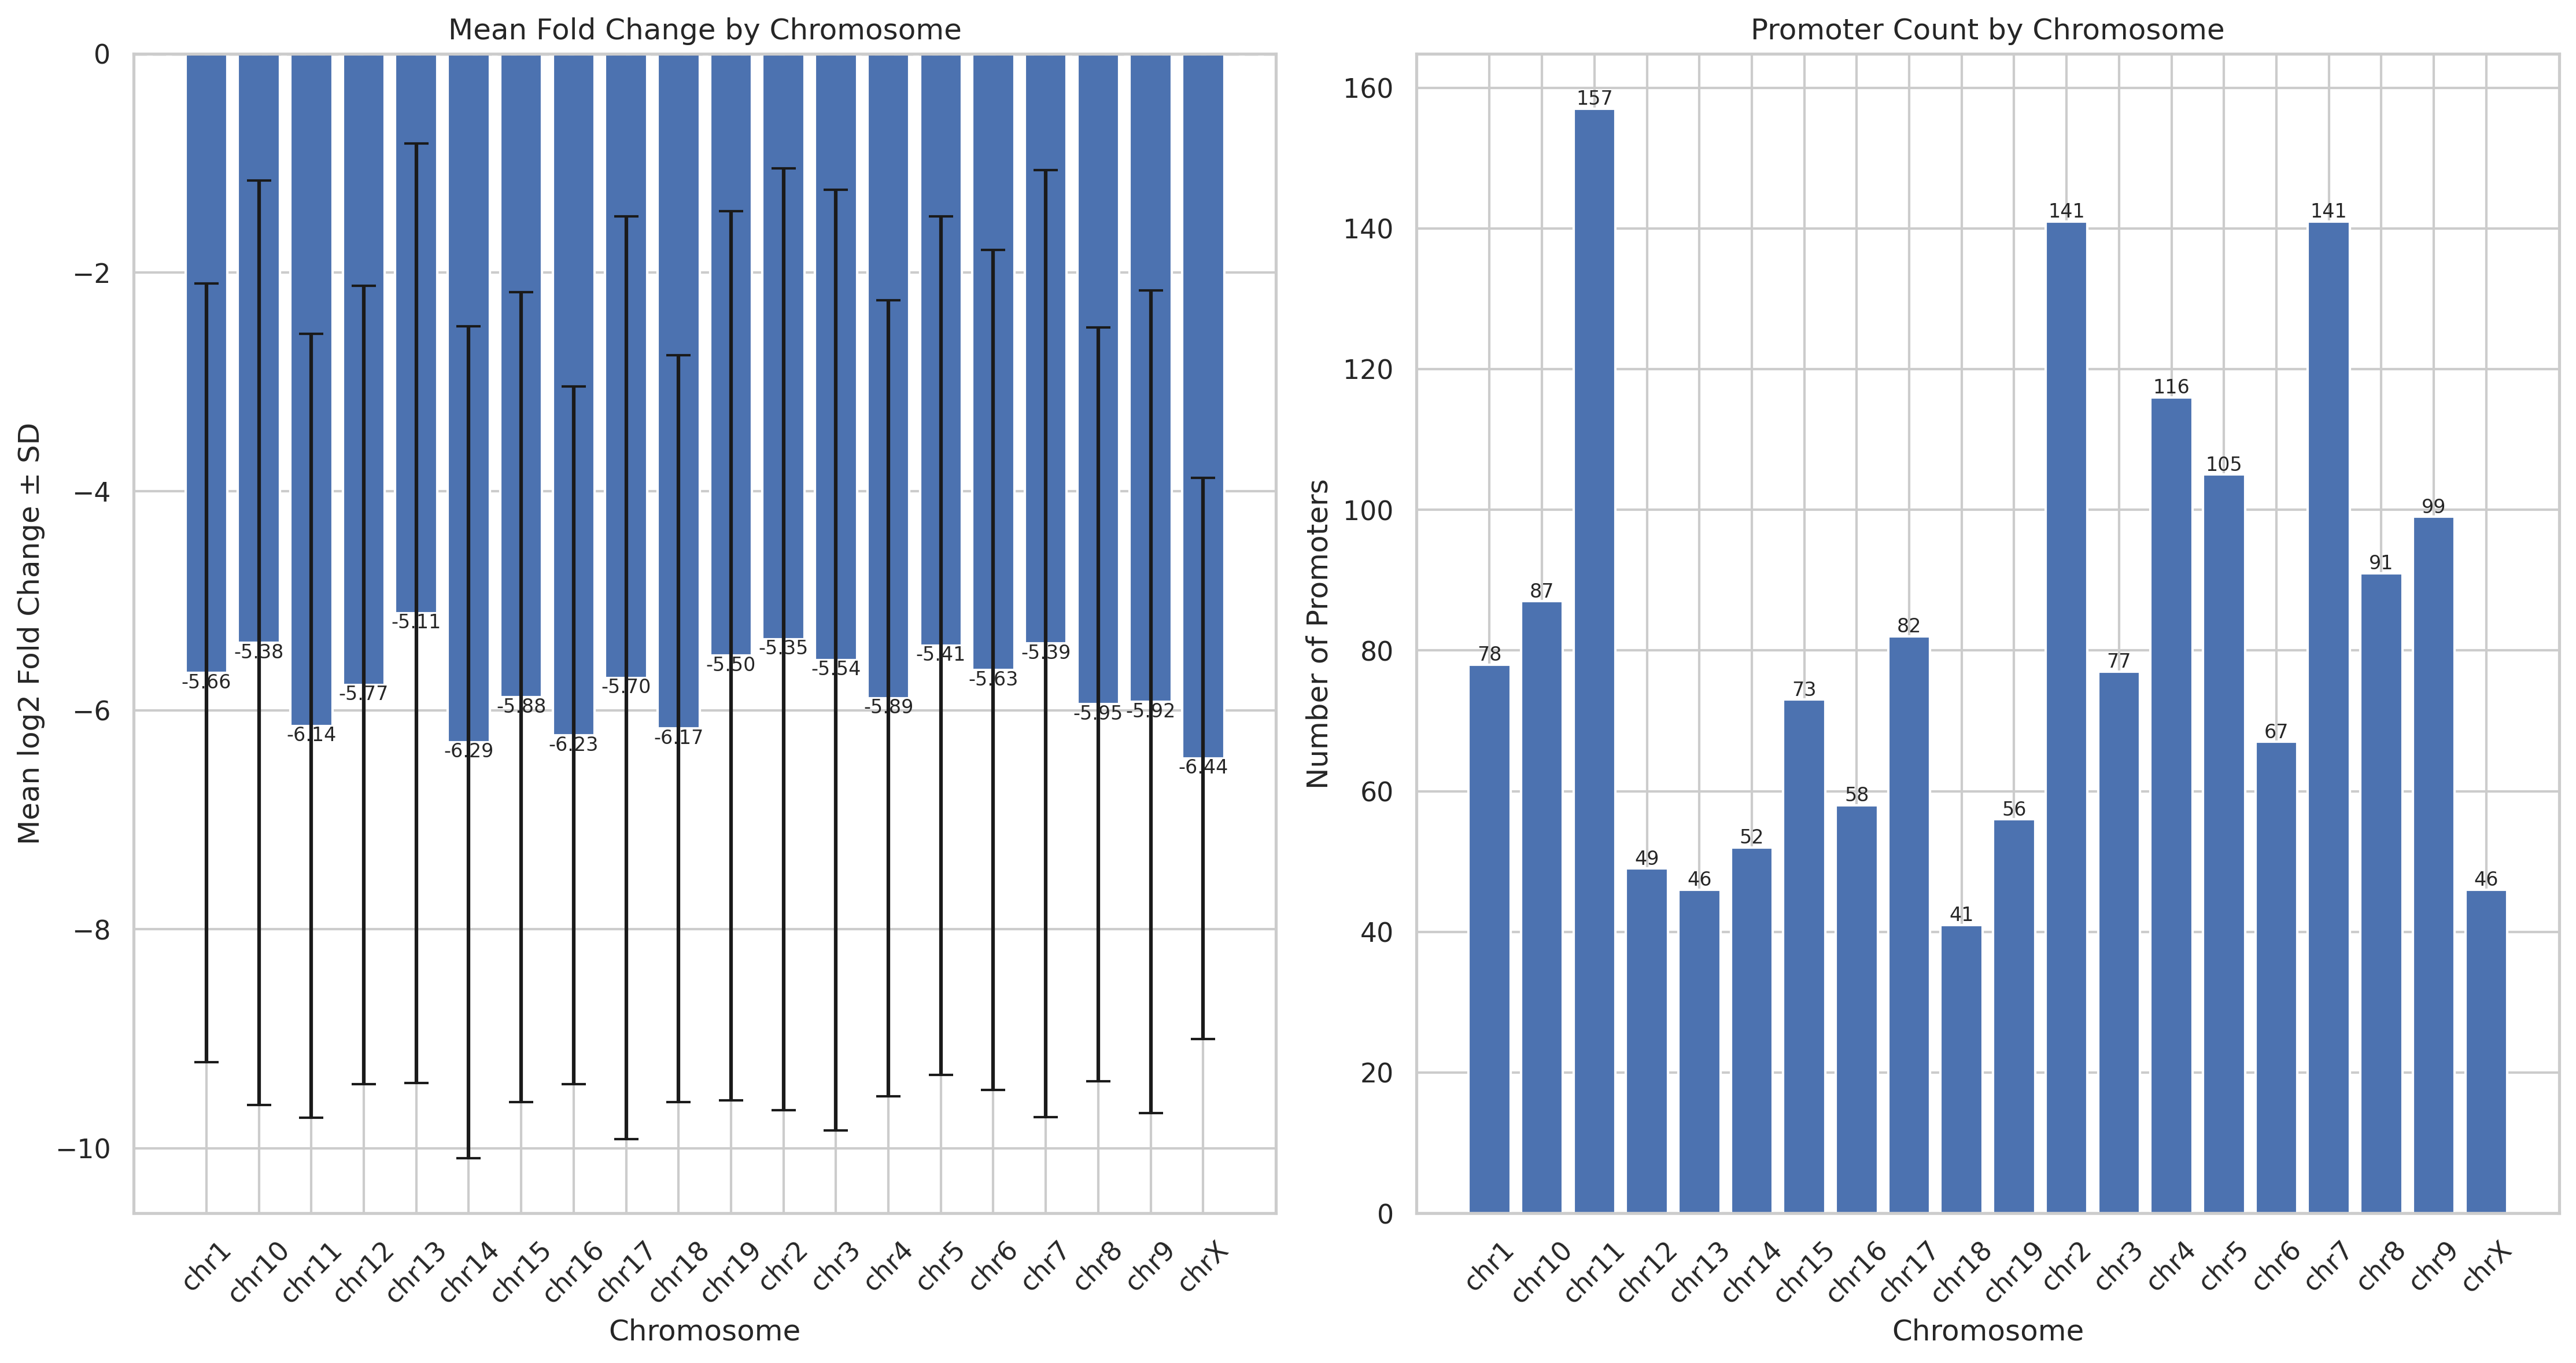 Mean Fold Change by Chromosome
Mean log2 Fold Change ± SD
0
−2
−4
−6
−8
−10
-5.66
-5.38
-6.14
-5.77
-5.11
-6.29
-5.88
-6.23
-5.70
-6.17
-5.50
-5.35
-5.54
-5.89
-5.41
-5.63
-5.39
-5.95
-5.92
-6.44
chr1
chr10
chr11
chr12
chr13
chr14
chr15
chr16
chr17
chr18
chr19
chr2
chr3
chr4
chr5
chr6
chr7
chr8
chr9
chrX
Chromosome
Promoter Count by Chromosome
Number of Promoters
160
140
120
100
80
60
40
20
0
78
87
157
49
46
52
73
58
82
41
56
141
77
116
105
67
141
91
99
46
chr1
chr10
chr11
chr12
chr13
chr14
chr15
chr16
chr17
chr18
chr19
chr2
chr3
chr4
chr5
chr6
chr7
chr8
chr9
chrX
Chromosome